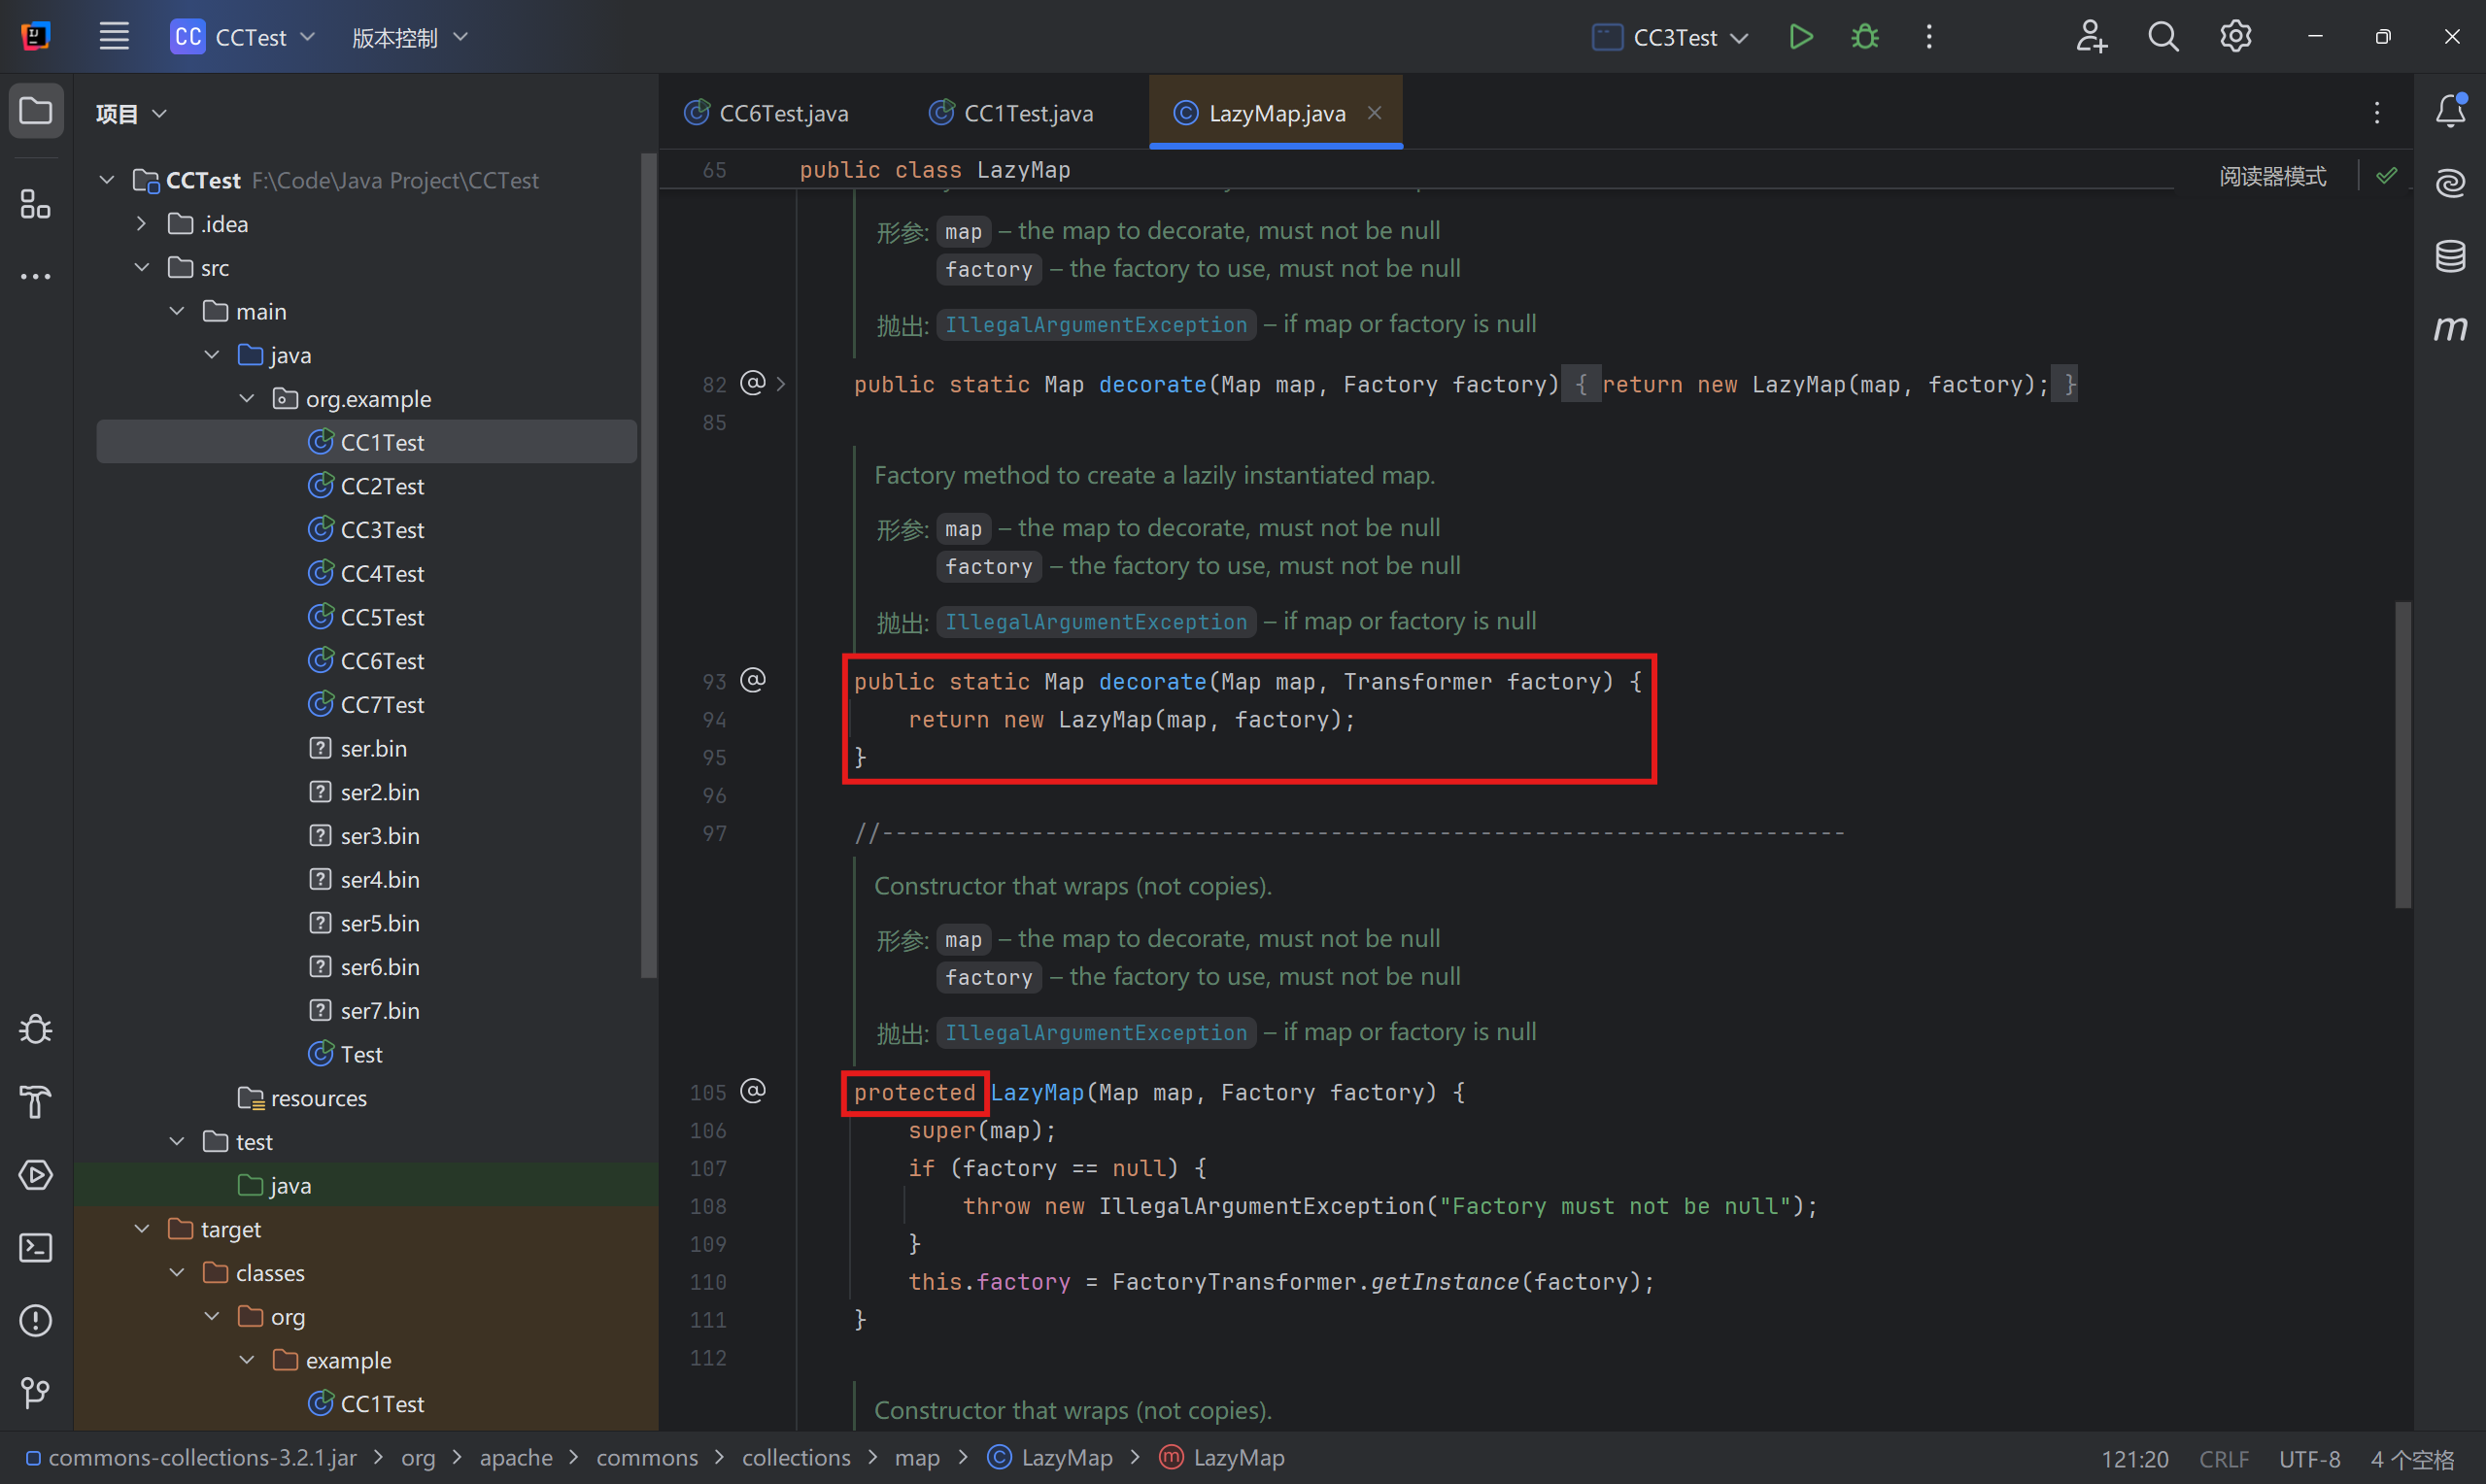 CC CCTest 版本控制 CC3Test
项目
CCTest F:\Code\Java Project\CCTest
.idea
src
main
java
org.example
CC1Test
CC2Test
CC3Test
CC4Test
CC5Test
CC6Test
CC7Test
ser.bin
ser2.bin
ser3.bin
ser4.bin
ser5.bin
ser6.bin
ser7.bin
Test
resources
test
java
target
classes
org
example
CC1Test
CC6Test.java CC1Test.java LazyMap.java
65 public class LazyMap
阅读器模式
形参: map – the map to decorate, must not be null
factory – the factory to use, must not be null
抛出: IllegalArgumentException – if map or factory is null
82 public static Map decorate(Map map, Factory factory) { return new LazyMap(map, factory); }
85
Factory method to create a lazily instantiated map.
形参: map – the map to decorate, must not be null
factory – the factory to use, must not be null
抛出: IllegalArgumentException – if map or factory is null
93 public static Map decorate(Map map, Transformer factory) {
94 return new LazyMap(map, factory);
95 }
96
97 //-----------------------------------------------------------------------
Constructor that wraps (not copies).
形参: map – the map to decorate, must not be null
factory – the factory to use, must not be null
抛出: IllegalArgumentException – if map or factory is null
105 protected LazyMap(Map map, Factory factory) {
106 super(map);
107 if (factory == null) {
108 throw new IllegalArgumentException("Factory must not be null");
109 }
110 this.factory = FactoryTransformer.getInstance(factory);
111 }
112
Constructor that wraps (not copies).
commons-collections-3.2.1.jar > org > apache > commons > collections > map > LazyMap > LazyMap
121:20 CRLF UTF-8 4 个空格